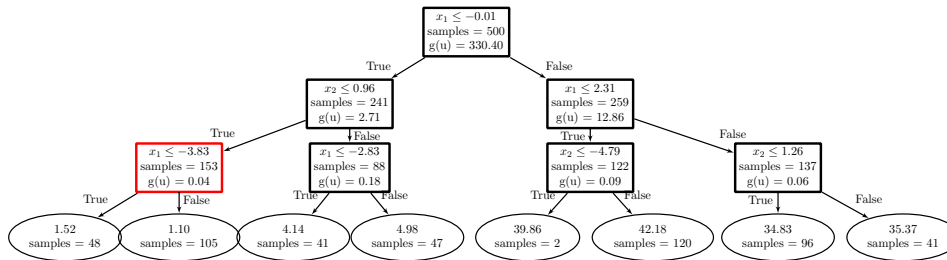 x₁ ≤ −0.01
samples = 500
g(u) = 330.40
True
False
x₂ ≤ 0.96
samples = 241
g(u) = 2.71
x₁ ≤ 2.31
samples = 259
g(u) = 12.86
True
False
True
False
x₁ ≤ −3.83
samples = 153
g(u) = 0.04
x₁ ≤ −2.83
samples = 88
g(u) = 0.18
x₂ ≤ −4.79
samples = 122
g(u) = 0.09
x₂ ≤ 1.26
samples = 137
g(u) = 0.06
True
False
True
False
True
False
True
False
1.52
samples = 48
1.10
samples = 105
4.14
samples = 41
4.98
samples = 47
39.86
samples = 2
42.18
samples = 120
34.83
samples = 96
35.37
samples = 41